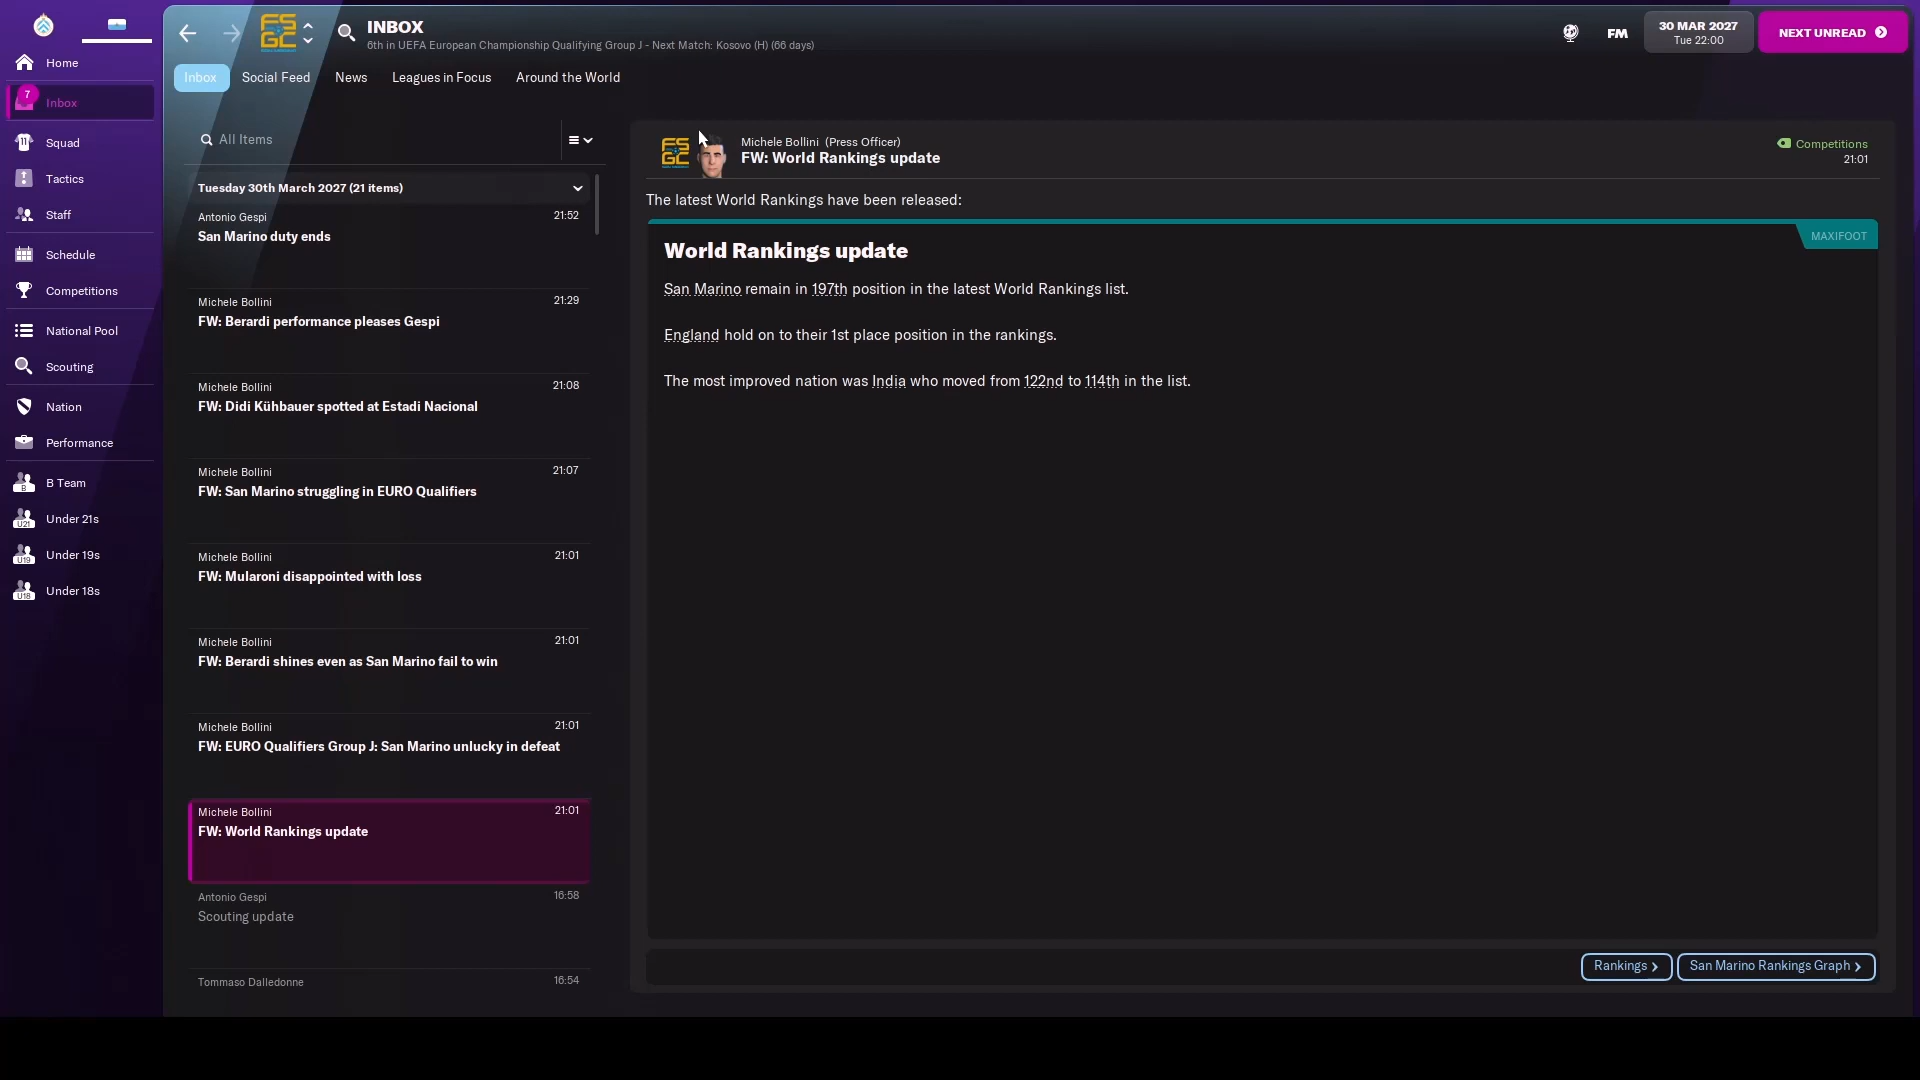 Home
7
Inbox
Squad
Tactics
Staff
Schedule
Competitions
National Pool
Scouting
Nation
Performance
B Team
Under 21s
Under 19s
Under 18s
11
B
U21
U19
U18
FS
GC
INBOX
6th in UEFA European Championship Qualifying Group J - Next Match: Kosovo (H) (66 days)
FM
30 MAR 2027
Tue 22:00
NEXT UNREAD
Inbox Social Feed News Leagues in Focus Around the World
All Items
Tuesday 30th March 2027 (21 items)
Antonio Gespi 21:52
San Marino duty ends
Michele Bollini 21:29
FW: Berardi performance pleases Gespi
Michele Bollini 21:08
FW: Didi Kühbauer spotted at Estadi Nacional
Michele Bollini 21:07
FW: San Marino struggling in EURO Qualifiers
Michele Bollini 21:01
FW: Mularoni disappointed with loss
Michele Bollini 21:01
FW: Berardi shines even as San Marino fail to win
Michele Bollini 21:01
FW: EURO Qualifiers Group J: San Marino unlucky in defeat
Michele Bollini 21:01
FW: World Rankings update
Antonio Gespi 16:58
Scouting update
Tommaso Dalledonne 16:54
FS
GC
Michele Bollini (Press Officer)
FW: World Rankings update
Competitions
21:01
The latest World Rankings have been released:
MAXIFOOT
World Rankings update
San Marino remain in 197th position in the latest World Rankings list.
England hold on to their 1st place position in the rankings.
The most improved nation was India who moved from 122nd to 114th in the list.
Rankings
San Marino Rankings Graph